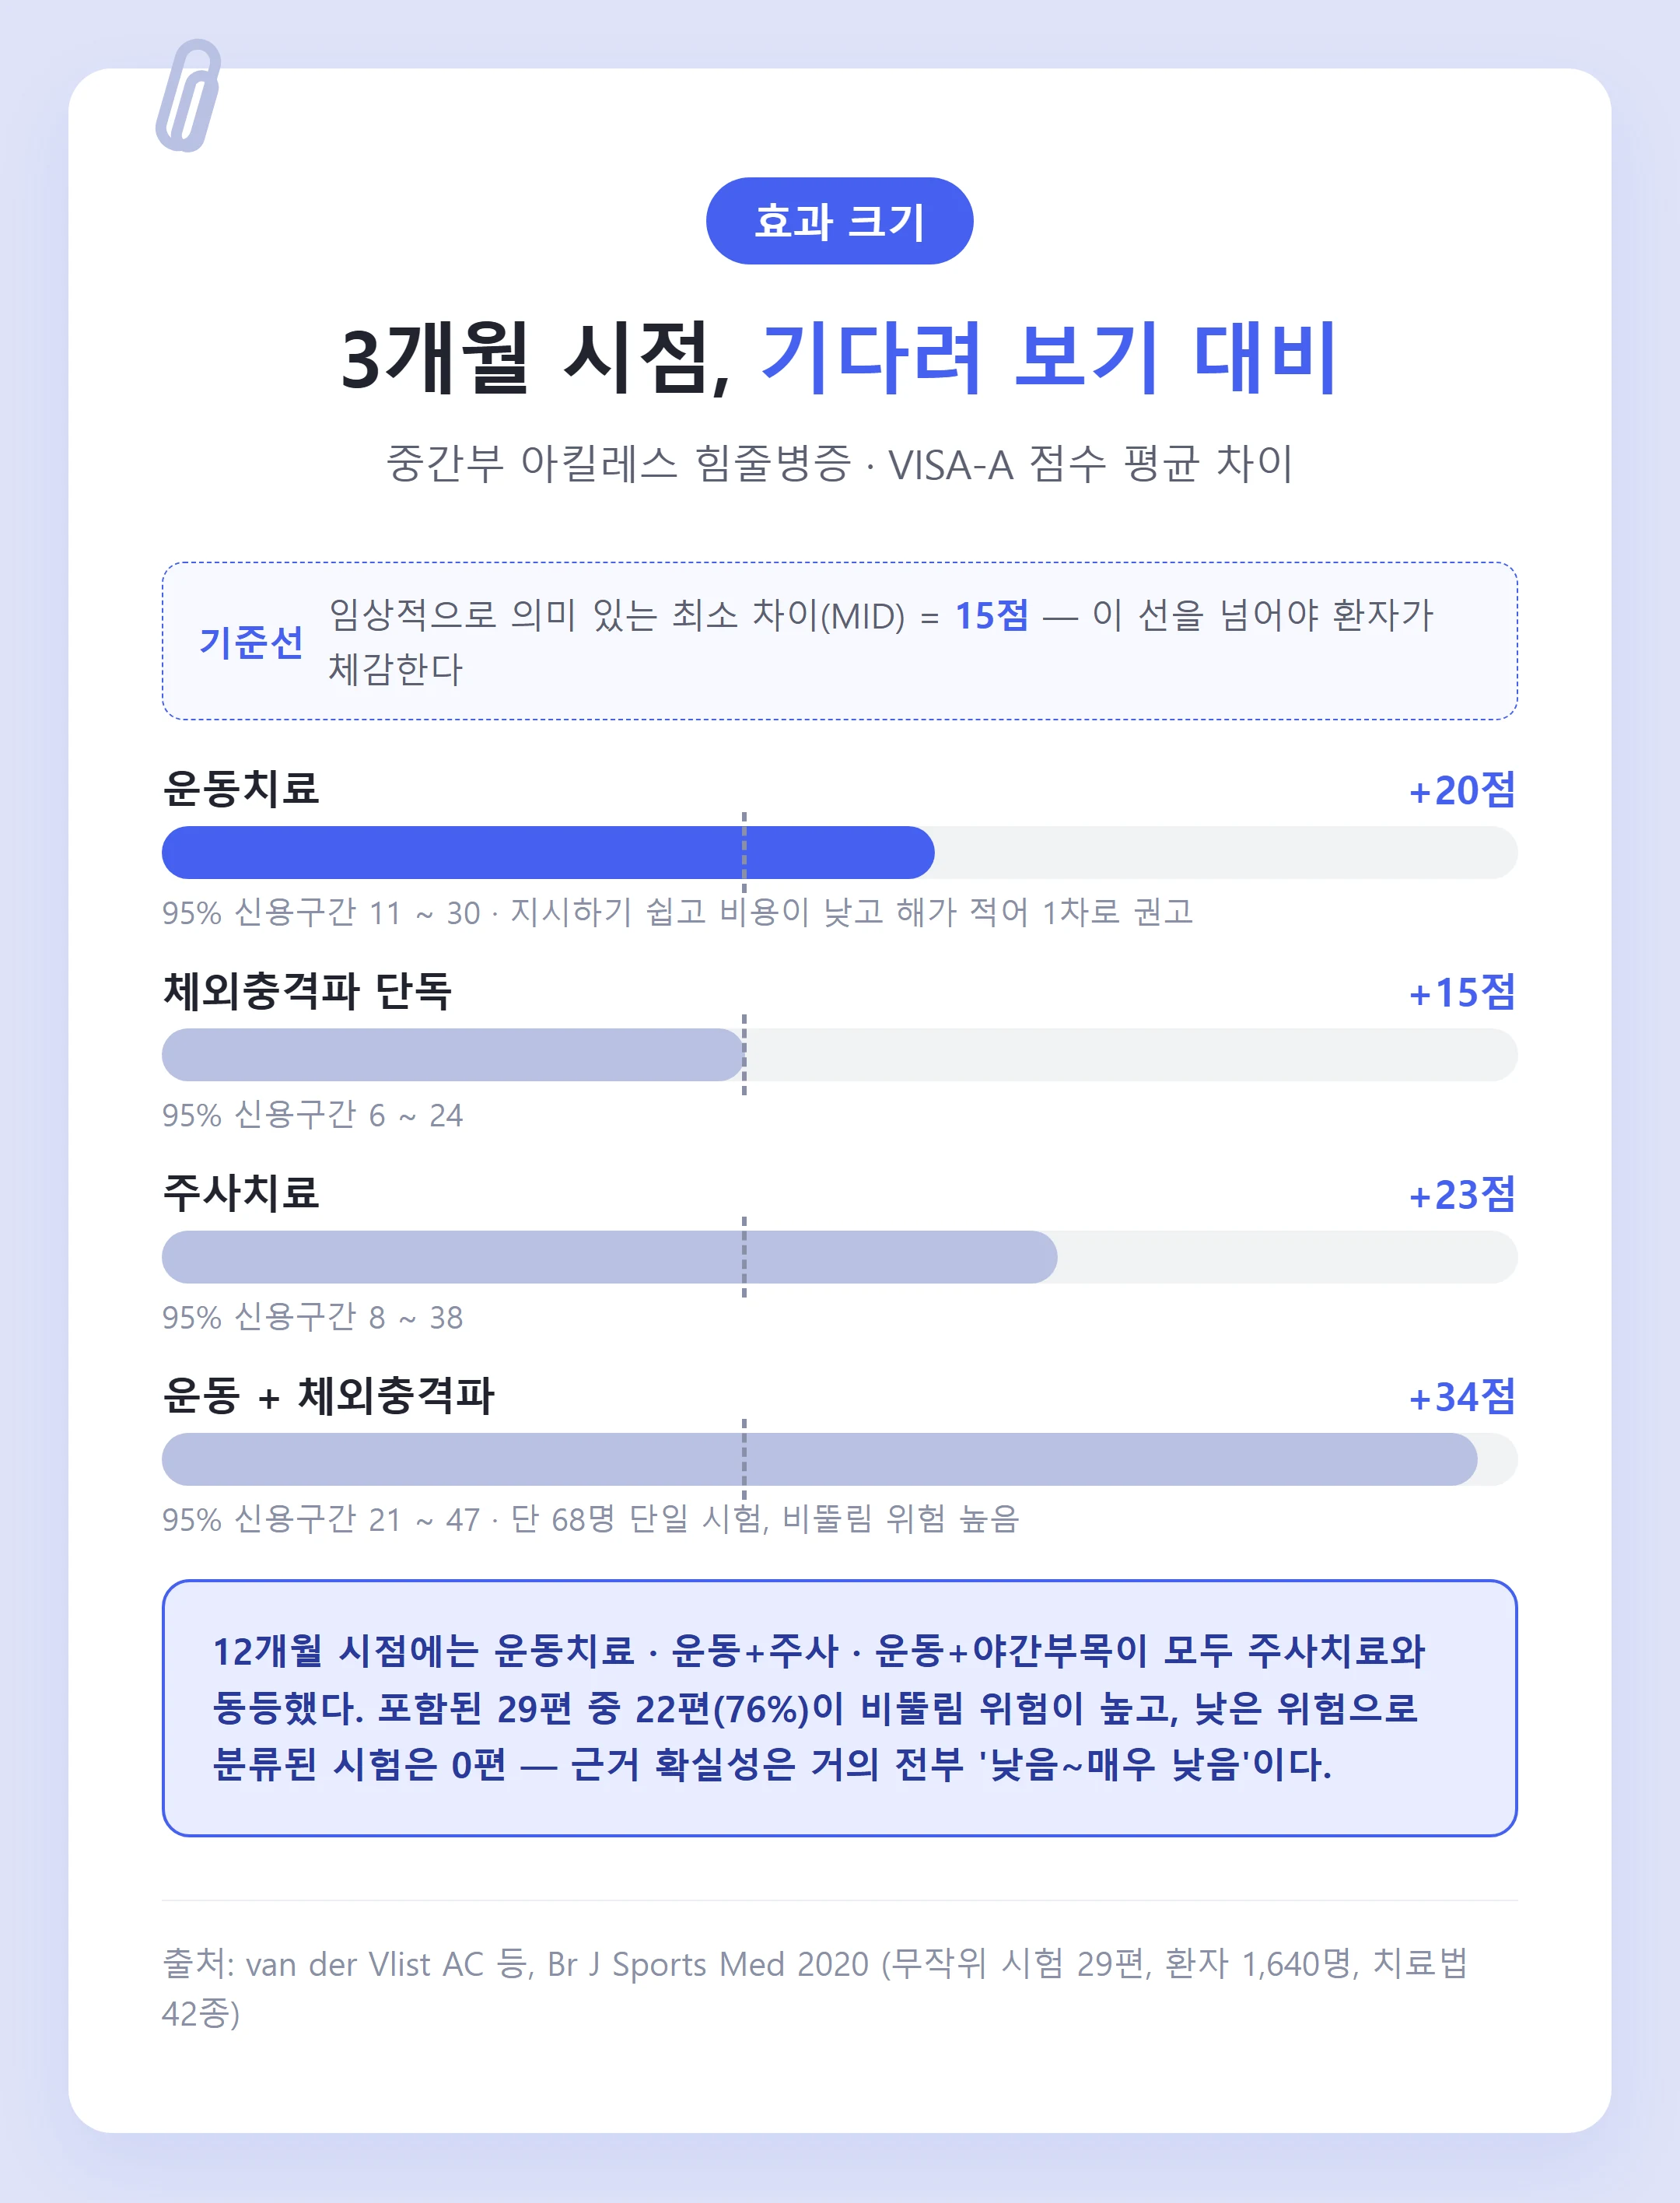 효과 크기
3개월 시점, 기다려 보기 대비
중간부 아킬레스 힘줄병증 · VISA-A 점수 평균 차이
기준선
임상적으로 의미 있는 최소 차이(MID) = 15점 — 이 선을 넘어야 환자가
체감한다
운동치료
+20점
95% 신용구간 11 ~ 30 · 지시하기 쉽고 비용이 낮고 해가 적어 1차로 권고
체외충격파 단독
+15점
95% 신용구간 6 ~ 24
주사치료
+23점
95% 신용구간 8 ~ 38
운동 + 체외충격파
+34점
95% 신용구간 21 ~ 47 · 단 68명 단일 시험, 비뚤림 위험 높음
12개월 시점에는 운동치료 · 운동+주사 · 운동+야간부목이 모두 주사치료와
동등했다. 포함된 29편 중 22편(76%)이 비뚤림 위험이 높고, 낮은 위험으로
분류된 시험은 0편 — 근거 확실성은 거의 전부 '낮음~매우 낮음'이다.
출처: van der Vlist AC 등, Br J Sports Med 2020 (무작위 시험 29편, 환자 1,640명, 치료법
42종)